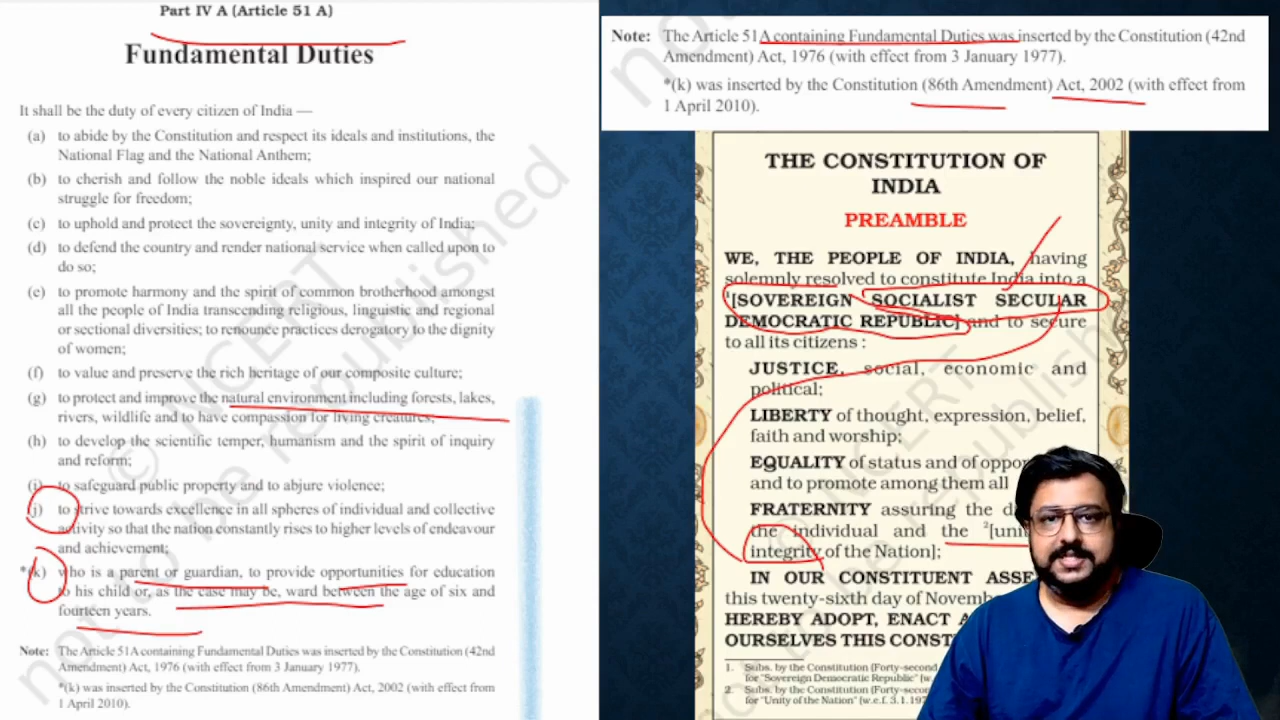 Part IV A (Article 51 A)
Fundamental Duties
It shall be the duty of every citizen of India —
(a) to abide by the Constitution and respect its ideals and institutions, the
National Flag and the National Anthem;
(b) to cherish and follow the noble ideals which inspired our national
struggle for freedom;
(c) to uphold and protect the sovereignty, unity and integrity of India;
(d) to defend the country and render national service when called upon to
do so;
(e) to promote harmony and the spirit of common brotherhood amongst
all the people of India transcending religious, linguistic and regional
or sectional diversities; to renounce practices derogatory to the dignity
of women;
(f) to value and preserve the rich heritage of our composite culture;
(g) to protect and improve the natural environment including forests, lakes,
rivers, wildlife and to have compassion for living creatures;
(h) to develop the scientific temper, humanism and the spirit of inquiry
and reform;
(i) to safeguard public property and to abjure violence;
(j) to strive towards excellence in all spheres of individual and collective
activity so that the nation constantly rises to higher levels of endeavour
and achievement;
*(k) who is a parent or guardian, to provide opportunities for education
to his child or, as the case may be, ward between the age of six and
fourteen years.
Note: The Article 51A containing Fundamental Duties was inserted by the Constitution (42nd
Amendment) Act, 1976 (with effect from 3 January 1977).
*(k) was inserted by the Constitution (86th Amendment) Act, 2002 (with effect from
1 April 2010).
© NCERT
not to be republished
Note: The Article 51A containing Fundamental Duties was inserted by the Constitution (42nd
Amendment) Act, 1976 (with effect from 3 January 1977).
*(k) was inserted by the Constitution (86th Amendment) Act, 2002 (with effect from
1 April 2010).
THE CONSTITUTION OF
INDIA
PREAMBLE
WE, THE PEOPLE OF INDIA, having
solemnly resolved to constitute India into a
1[SOVEREIGN SOCIALIST SECULAR
DEMOCRATIC REPUBLIC] and to secure
to all its citizens :
JUSTICE, social, economic and
political;
LIBERTY of thought, expression, belief,
faith and worship;
EQUALITY of status and of oppor
and to promote among them all
FRATERNITY assuring the d
the individual and the 2[uni
integrity of the Nation];
IN OUR CONSTITUENT ASSE
this twenty-sixth day of Novembe
HEREBY ADOPT, ENACT A
OURSELVES THIS CONST
1. Subs. by the Constitution (Forty-second
for "Sovereign Democratic Republic" (w.e
2. Subs. by the Constitution (Forty-seco
for "Unity of the Nation" (w.e.f. 3.1.197